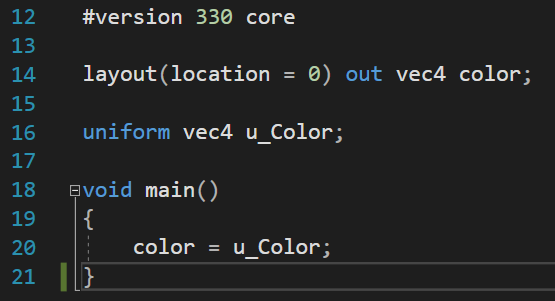 12 #version 330 core
13
14 layout(location = 0) out vec4 color;
15
16 uniform vec4 u_Color;
17
18 void main()
19 {
20     color = u_Color;
21 }